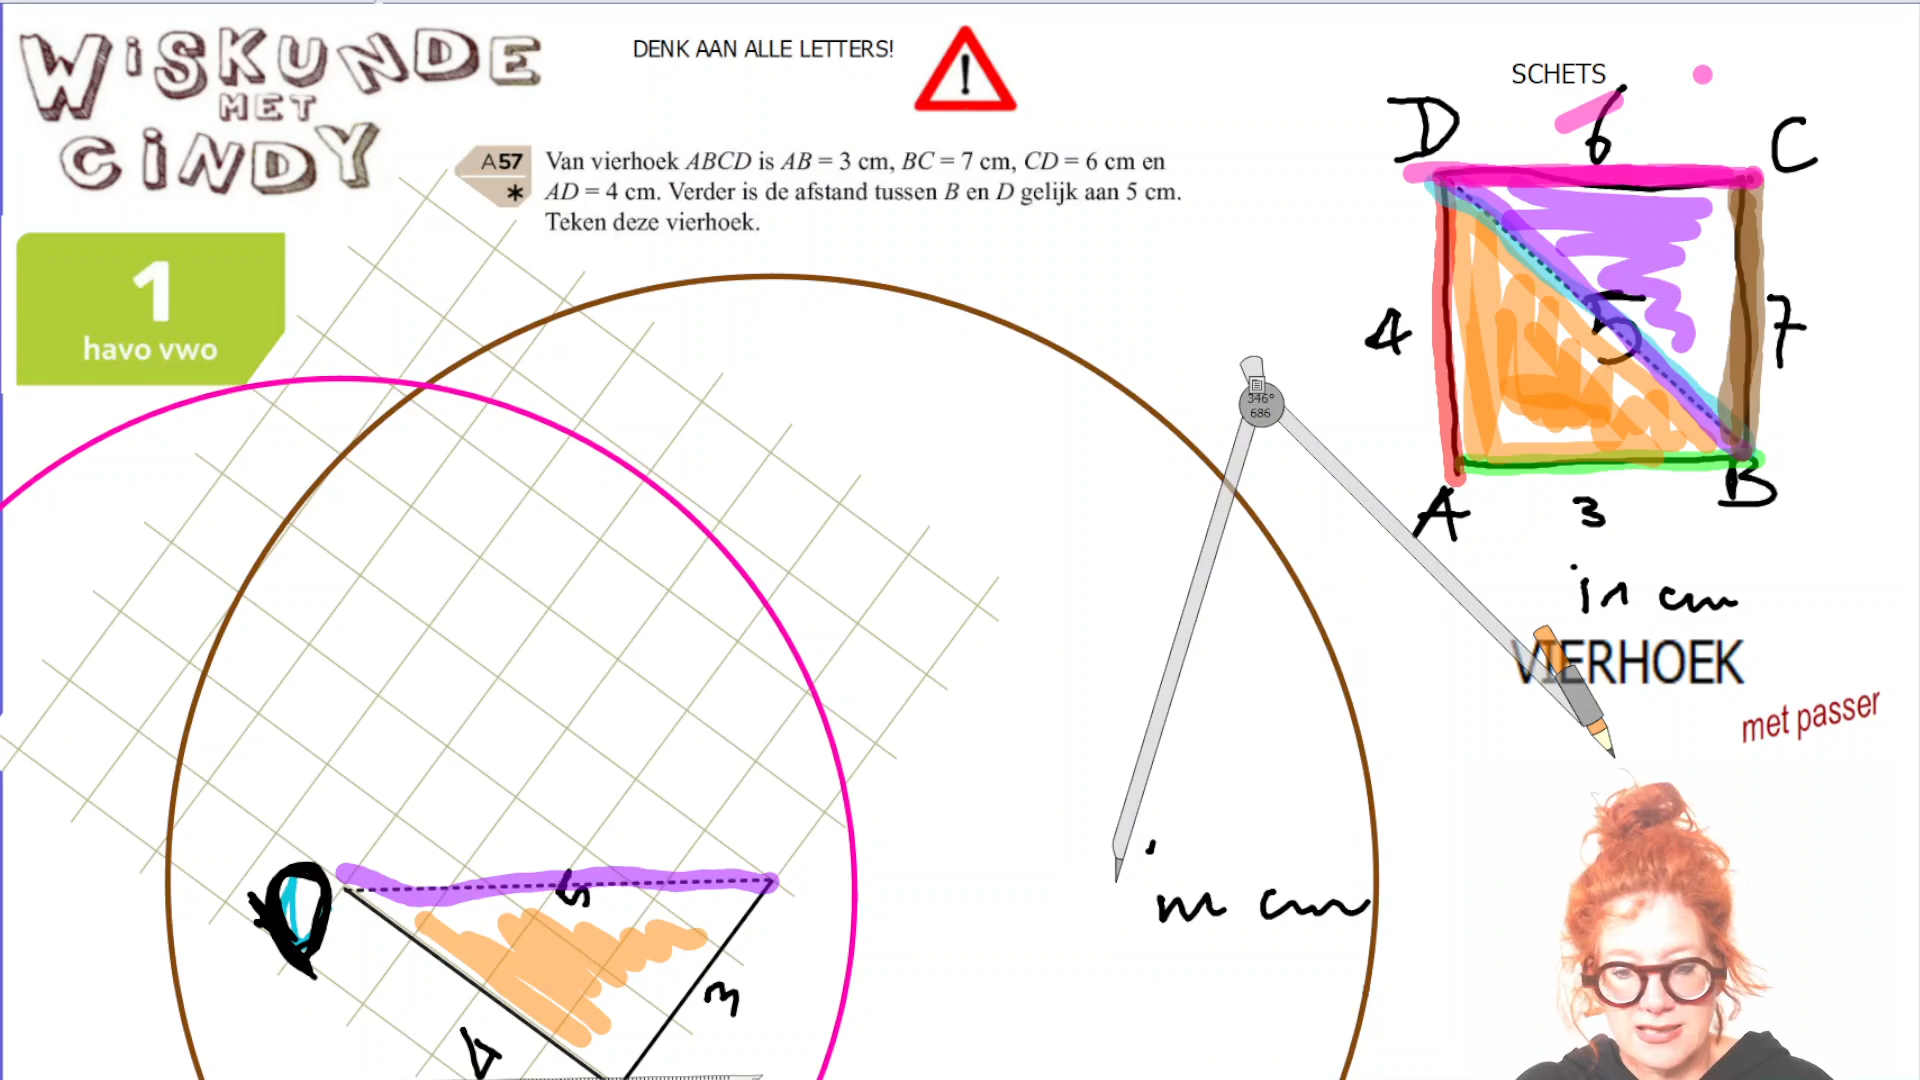 WiSKUNDE
MET
CiNDY
DENK AAN ALLE LETTERS!
!
SCHETS
A57 Van vierhoek ABCD is AB = 3 cm, BC = 7 cm, CD = 6 cm en
* AD = 4 cm. Verder is de afstand tussen B en D gelijk aan 5 cm.
Teken deze vierhoek.
1
havo vwo
D 6 C
4 5 7
A 3 B
in cm
346°
686
VIERHOEK
met passer
5
3
4
in cm